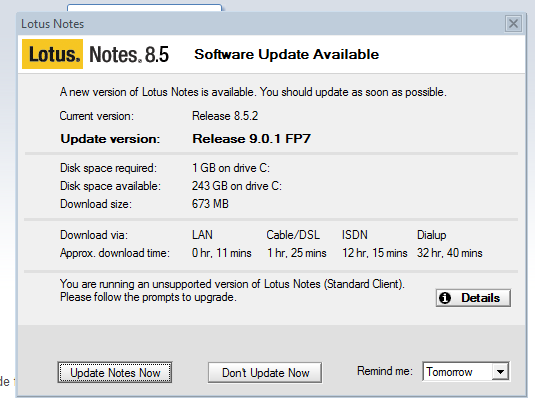 Lotus Notes
Lotus. Notes. 8.5 Software Update Available
A new version of Lotus Notes is available. You should update as soon as possible.
Current version: Release 8.5.2
Update version: Release 9.0.1 FP7
Disk space required: 1 GB on drive C:
Disk space available: 243 GB on drive C:
Download size: 673 MB
Download via: LAN Cable/DSL ISDN Dialup
Approx. download time: 0 hr, 11 mins 1 hr, 25 mins 12 hr, 15 mins 32 hr, 40 mins
You are running an unsupported version of Lotus Notes (Standard Client).
Please follow the prompts to upgrade.
Details
Update Notes Now Don't Update Now Remind me: Tomorrow